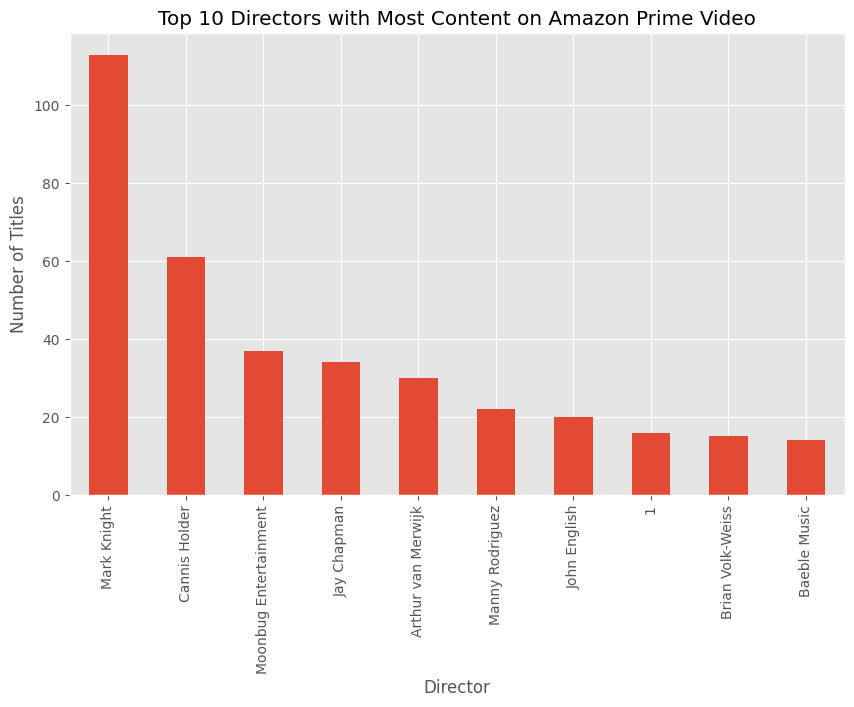 Top 10 Directors with Most Content on Amazon Prime Video
Number of Titles
100
80
60
40
20
0
Mark Knight
Cannis Holder
Moonbug Entertainment
Jay Chapman
Arthur van Merwijk
Manny Rodriguez
John English
1
Brian Volk-Weiss
Baeble Music
Director